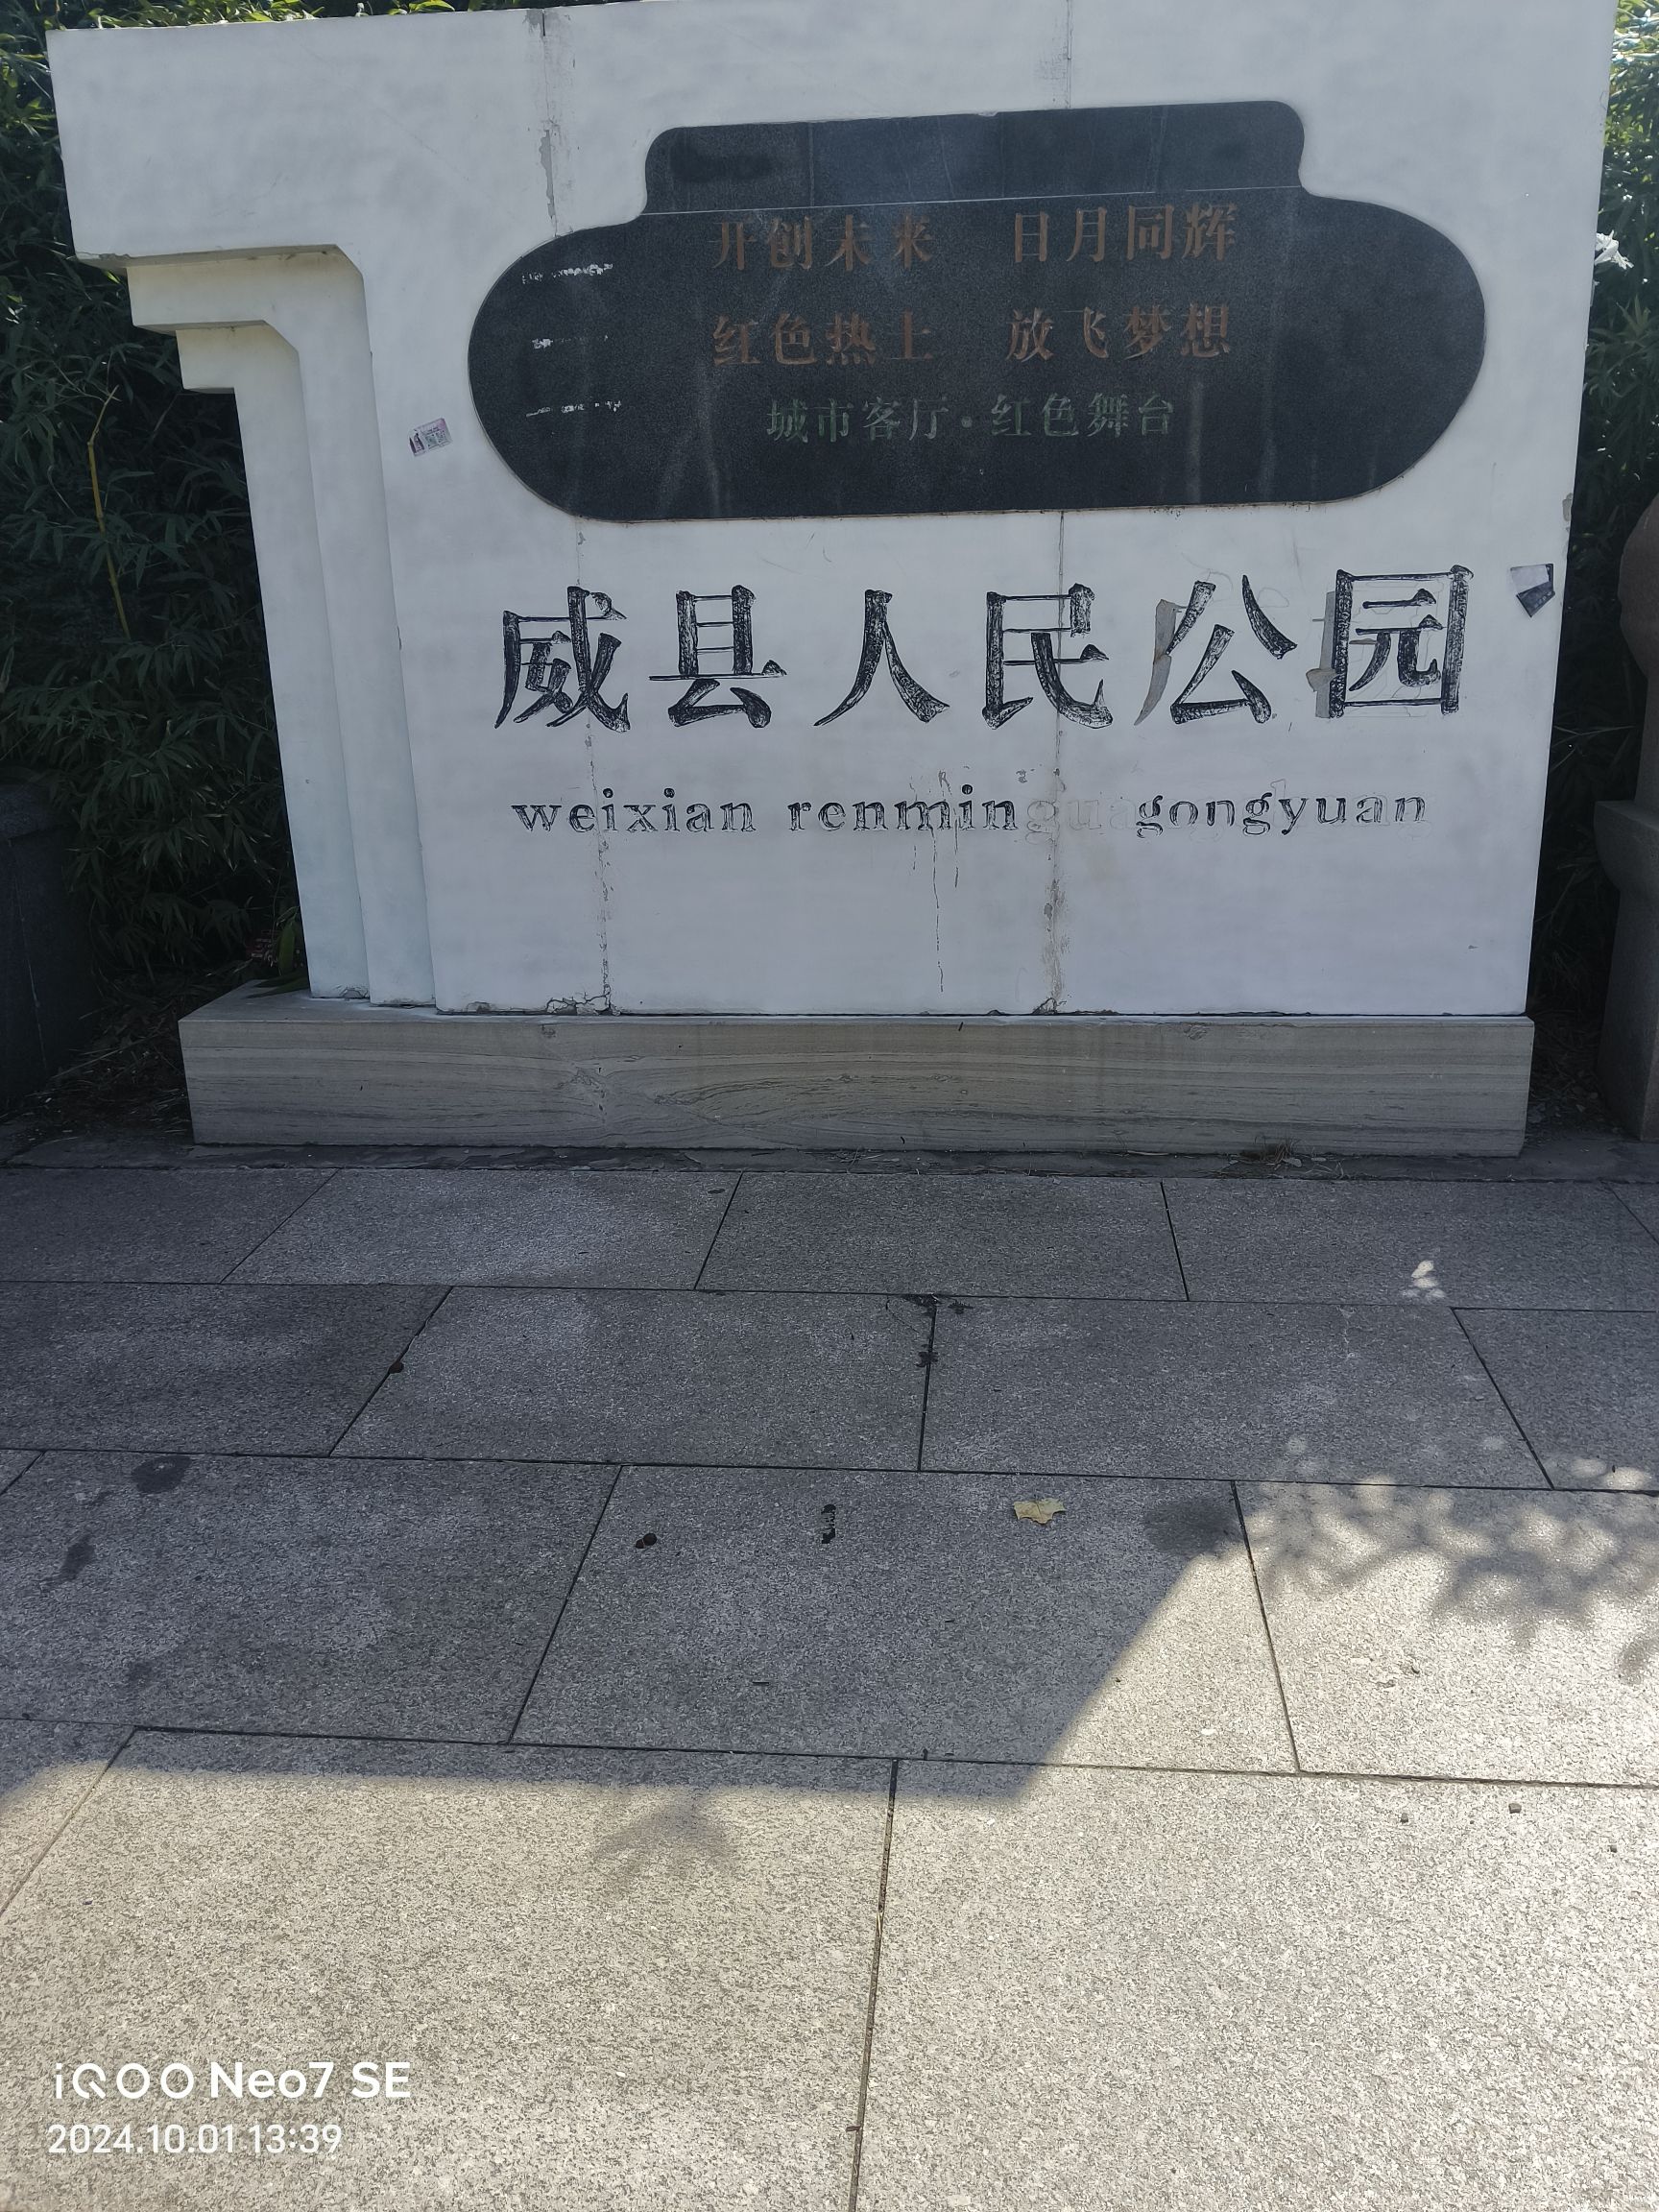 开创未来 日月同辉
红色热土 放飞梦想
城市客厅·红色舞台
威县人民公园
weixian renmin gongyuan
iQOO Neo7 SE
2024.10.01 13:39